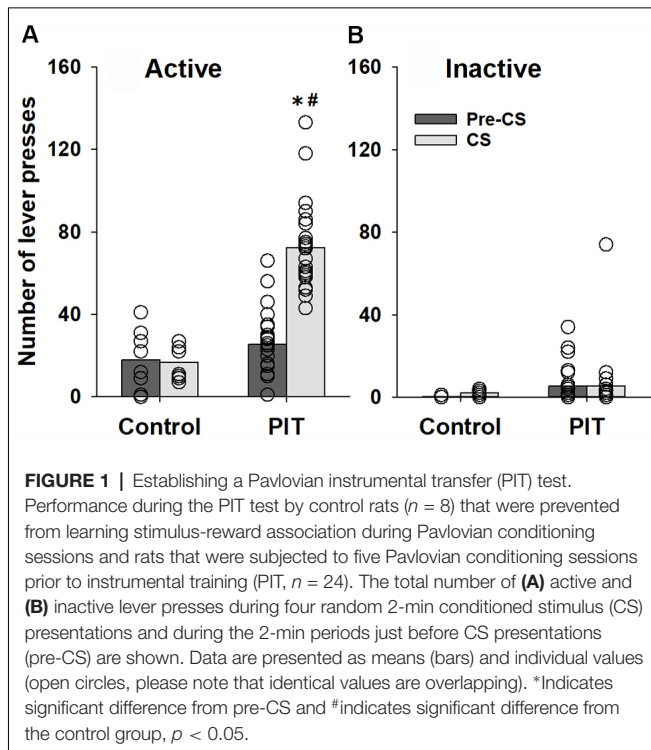 A
B
Active
Inactive
160
120
80
40
0
Number of lever presses
* #
Control
PIT
160
120
80
40
0
Pre-CS
CS
Control
PIT
FIGURE 1 | Establishing a Pavlovian instrumental transfer (PIT) test.
Performance during the PIT test by control rats (n = 8) that were prevented
from learning stimulus-reward association during Pavlovian conditioning
sessions and rats that were subjected to five Pavlovian conditioning sessions
prior to instrumental training (PIT, n = 24). The total number of (A) active and
(B) inactive lever presses during four random 2-min conditioned stimulus (CS)
presentations and during the 2-min periods just before CS presentations
(pre-CS) are shown. Data are presented as means (bars) and individual values
(open circles, please note that identical values are overlapping). *Indicates
significant difference from pre-CS and #indicates significant difference from
the control group, p < 0.05.